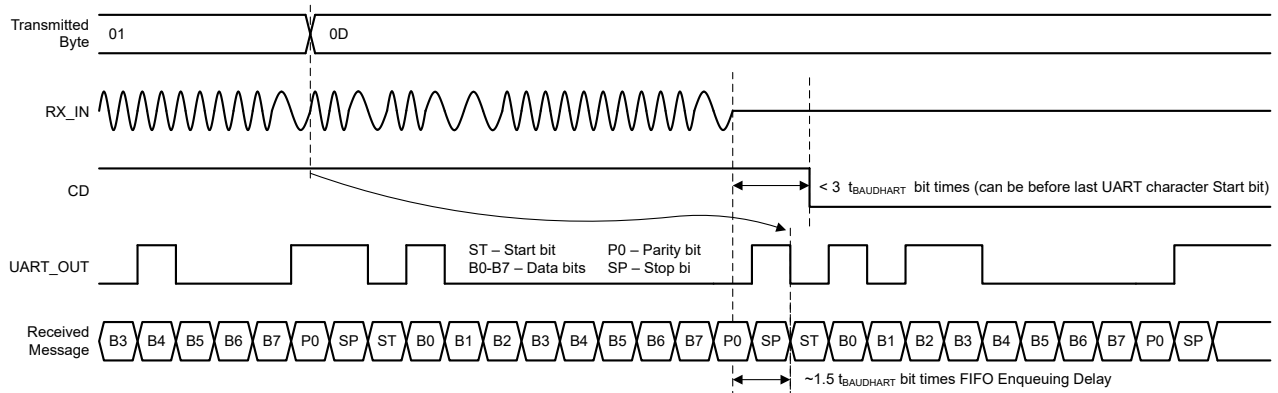 Transmitted
Byte
01
0D
RX_IN
CD
< 3 tBAUDHART bit times (can be before last UART character Start bit)
UART_OUT
ST – Start bit P0 – Parity bit
B0-B7 – Data bits SP – Stop bi
Received
Message
B3 B4 B5 B6 B7 P0 SP ST B0 B1 B2 B3 B4 B5 B6 B7 P0 SP ST B0 B1 B2 B3 B4 B5 B6 B7 P0 SP
~1.5 tBAUDHART bit times FIFO Enqueuing Delay